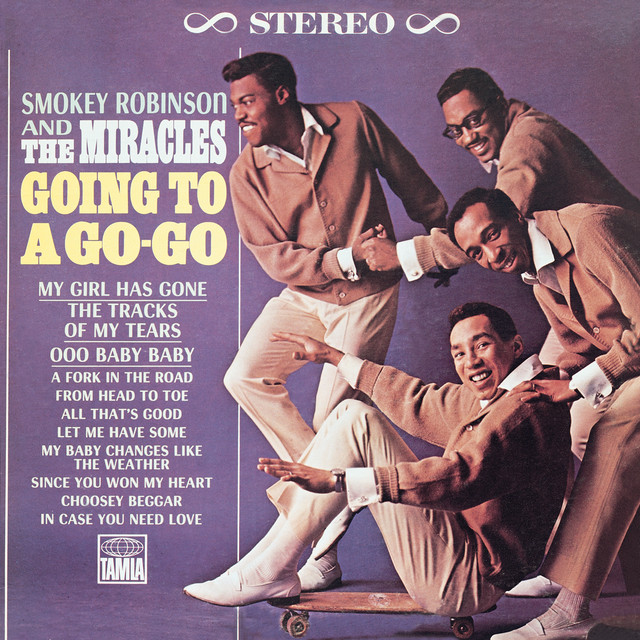 STEREO
SMOKEY ROBINSON
AND
THE MIRACLES
GOING TO
A GO-GO
MY GIRL HAS GONE
THE TRACKS
OF MY TEARS
OOO BABY BABY
A FORK IN THE ROAD
FROM HEAD TO TOE
ALL THAT'S GOOD
LET ME HAVE SOME
MY BABY CHANGES LIKE
THE WEATHER
SINCE YOU WON MY HEART
CHOOSEY BEGGAR
IN CASE YOU NEED LOVE
TAMLA